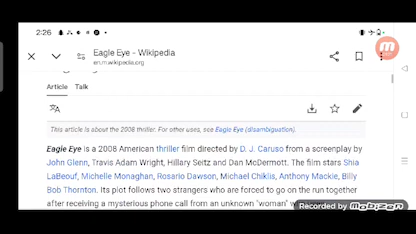 2:26
Eagle Eye - Wikipedia
en.m.wikipedia.org
Article Talk
This article is about the 2008 thriller. For other uses, see Eagle Eye (disambiguation).
Eagle Eye is a 2008 American thriller film directed by D. J. Caruso from a screenplay by
John Glenn, Travis Adam Wright, Hillary Seitz and Dan McDermott. The film stars Shia
LaBeouf, Michelle Monaghan, Rosario Dawson, Michael Chiklis, Anthony Mackie, Billy
Bob Thornton. Its plot follows two strangers who are forced to go on the run together
after receiving a mysterious phone call from an unknown "woman"
Recorded by Mobizen